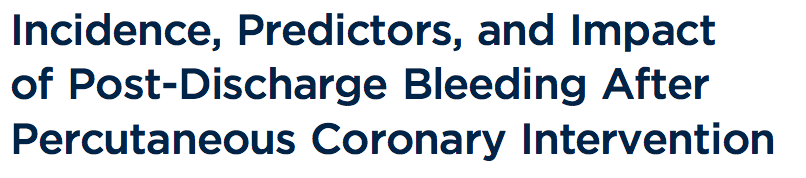 Incidence, Predictors, and Impact
of Post-Discharge Bleeding After
Percutaneous Coronary Intervention